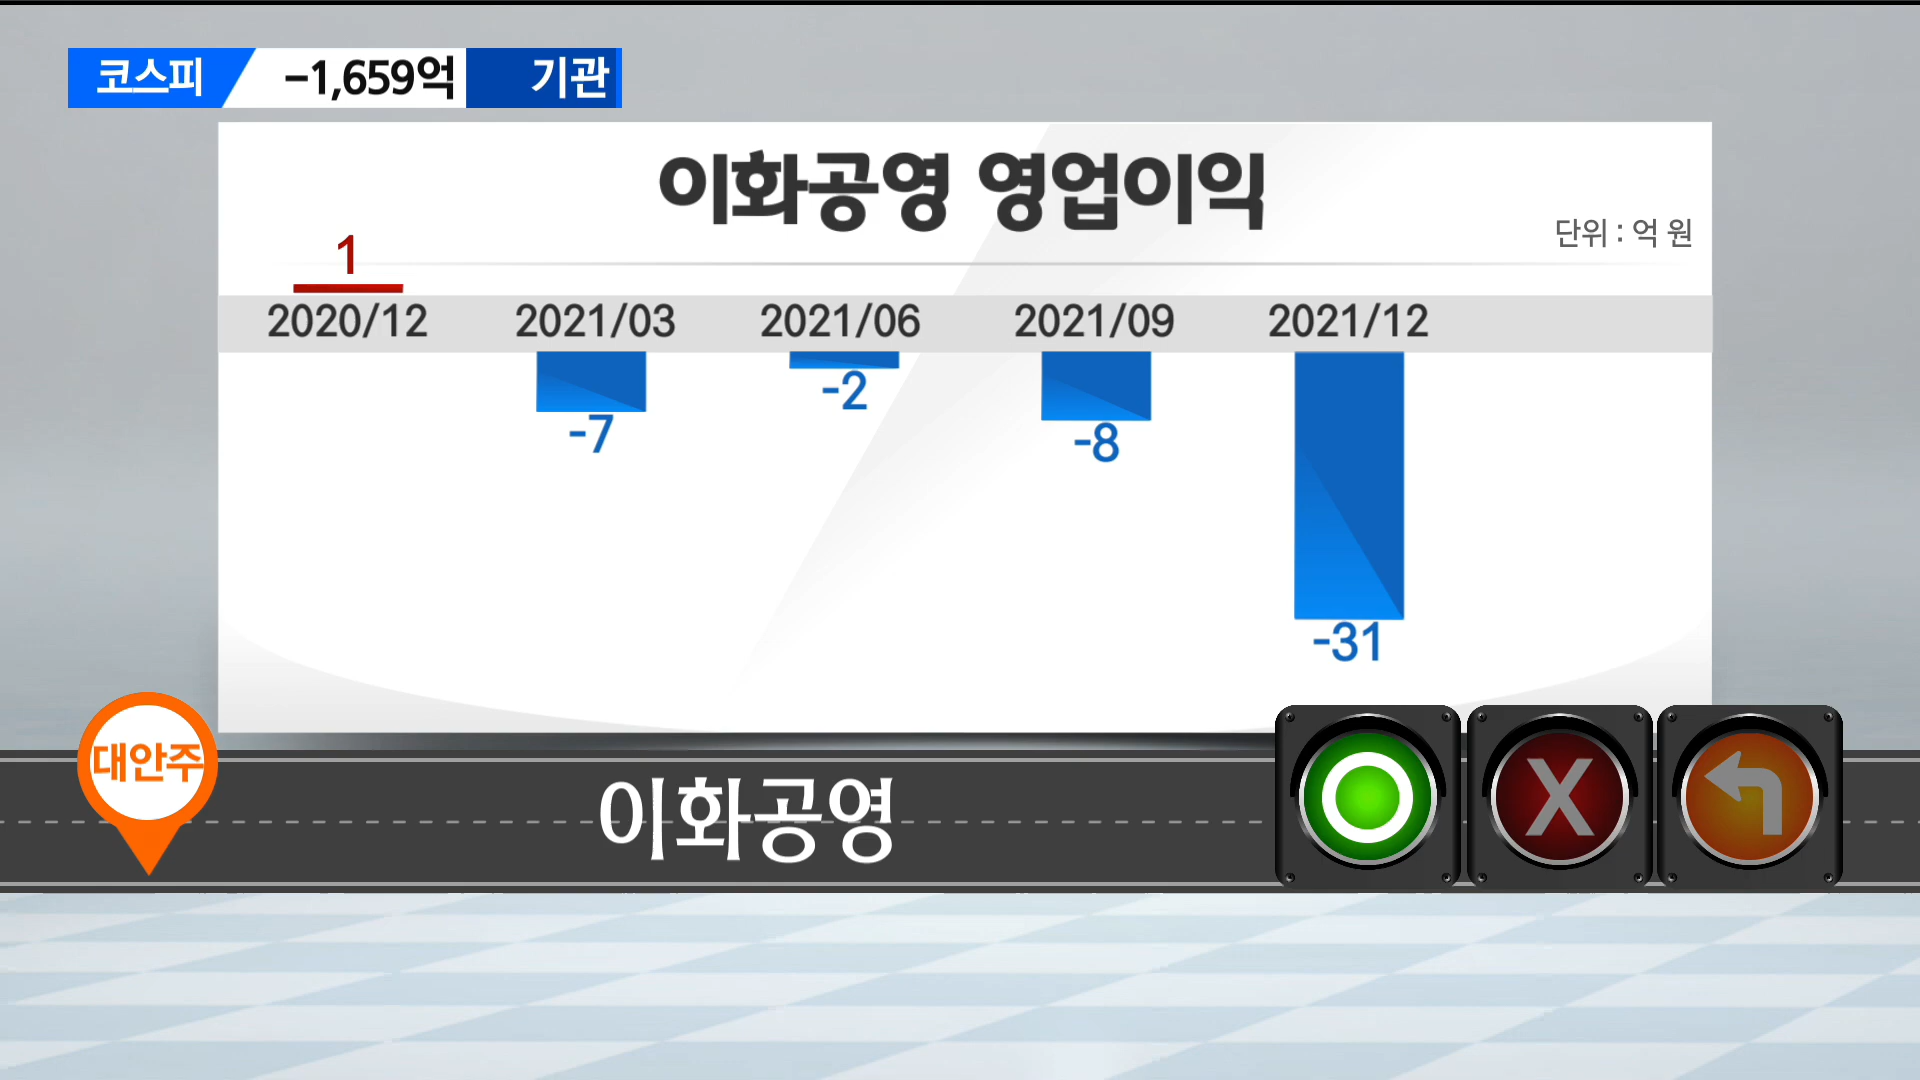 코스피 -1,659억 기관
이화공영 영업이익
단위 : 억 원
1
2020/12 2021/03 2021/06 2021/09 2021/12
-7 -2 -8 -31
대안주
이화공영
X